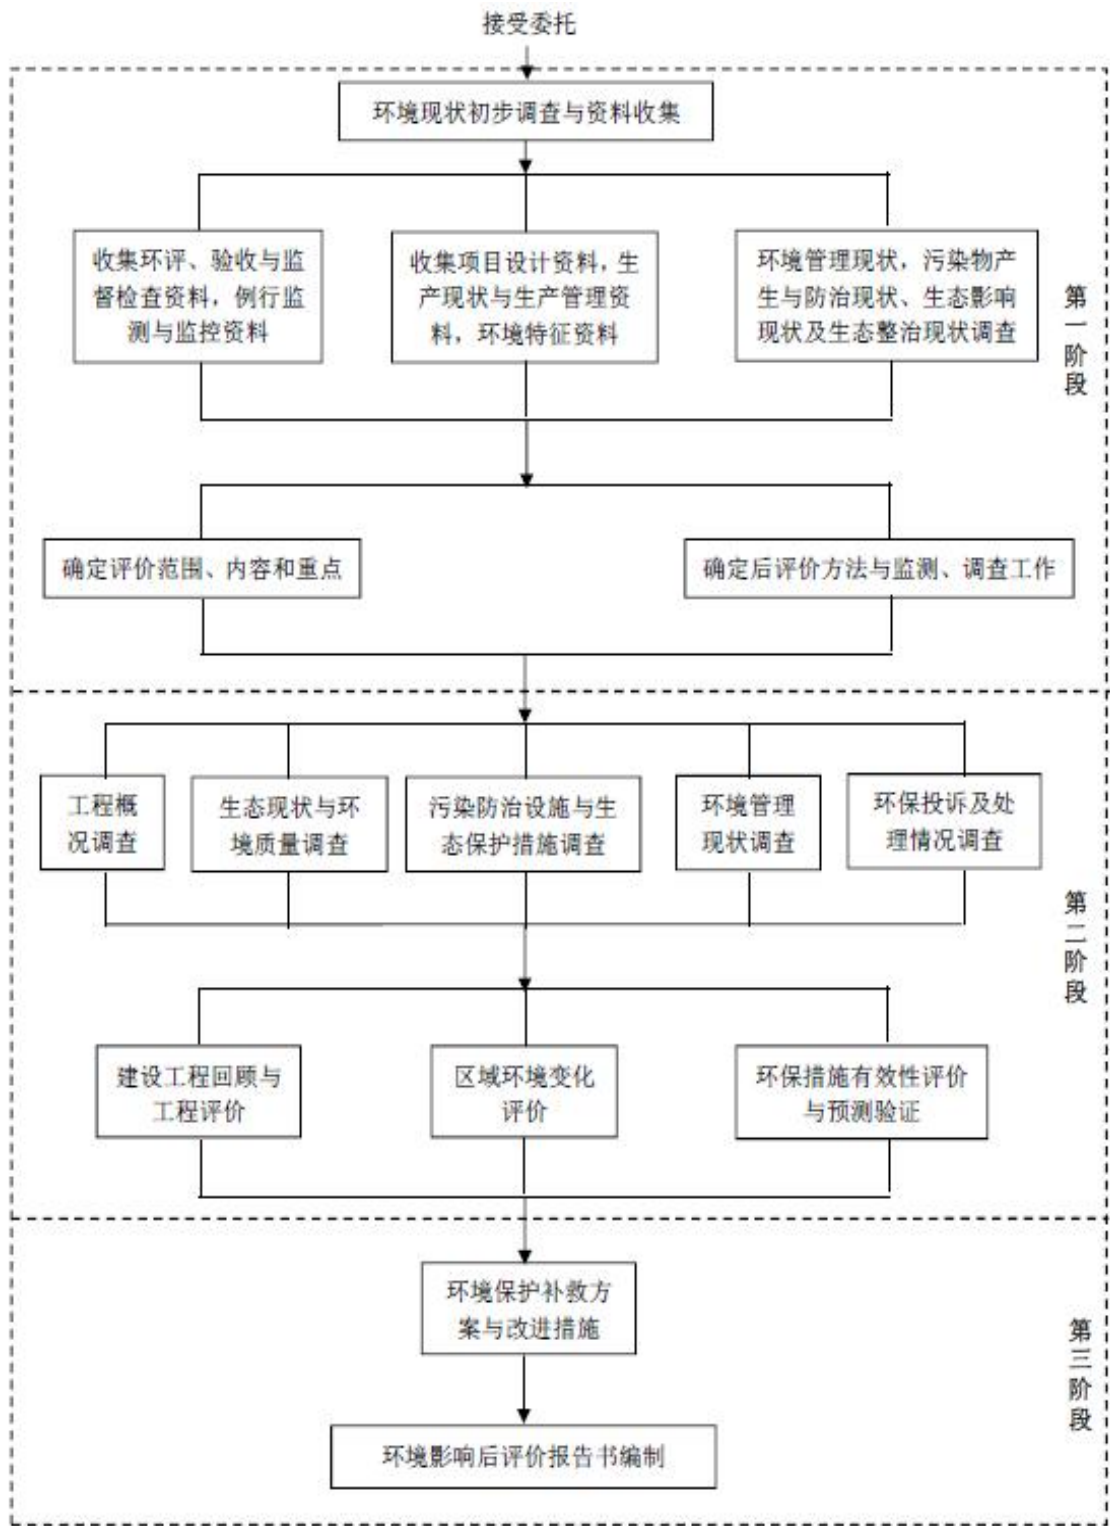 接受委托
环境现状初步调查与资料收集
收集环评、验收与监
督检查资料，例行监
测与监控资料
收集项目设计资料，生
产现状与生产管理资
料，环境特征资料
环境管理现状，污染物产
生与防治现状、生态影响
现状及生态整治现状调查
第一阶段
确定评价范围、内容和重点
确定后评价方法与监测、调查工作
工程概
况调查
生态现状与环
境质量调查
污染防治设施与生
态保护措施调查
环境管理
现状调查
环保投诉及处
理情况调查
第二阶段
建设工程回顾与
工程评价
区域环境变化
评价
环保措施有效性评价
与预测验证
环境保护补救方
案与改进措施
第三阶段
环境影响后评价报告书编制